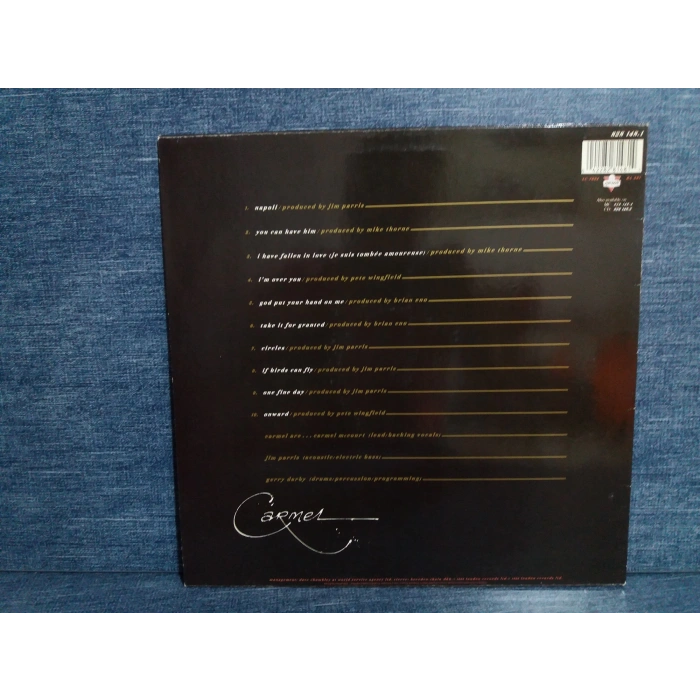 828 148.1
1. napoli/produced by jim parris
2. you can have him/produced by mike thorne
3. i have fallen in love (je suis tombée amoureuse)/produced by mike thorne
4. i'm over you/produced by pete wingfield
5. god put your hand on me/produced by brian eno
6. take it for granted/produced by brian eno
7. circles/produced by jim parris
8. if birds can fly/produced by jim parris
9. one fine day/produced by jim parris
10. onward/produced by pete wingfield
carmel are...carmel mccourt (lead/backing vocals)
jim parris (acoustic/electric bass)
gerry darby (drums/percussion/programming)
Carmel